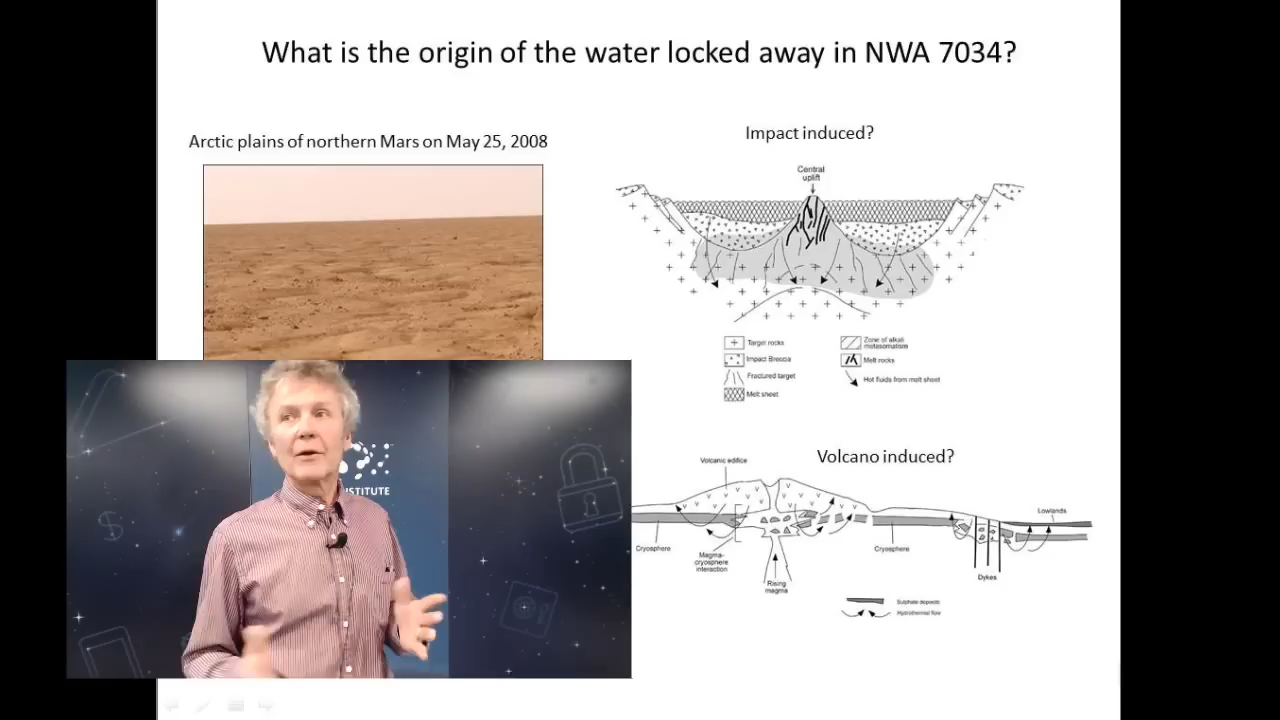 What is the origin of the water locked away in NWA 7034?
Arctic plains of northern Mars on May 25, 2008
Impact induced?
Central
uplift
Target rocks
Impact Breccia
Fractured target
Melt sheet
Zone of alkali
metasomatism
Melt rocks
Hot fluids from melt sheet
Volcano induced?
Volcanic edifice
Lowlands
Cryosphere
Magma-
cryosphere
interaction
Rising
magma
Cryosphere
Dykes
Sulphate deposits
Hydrothermal flow
INSTITUTE